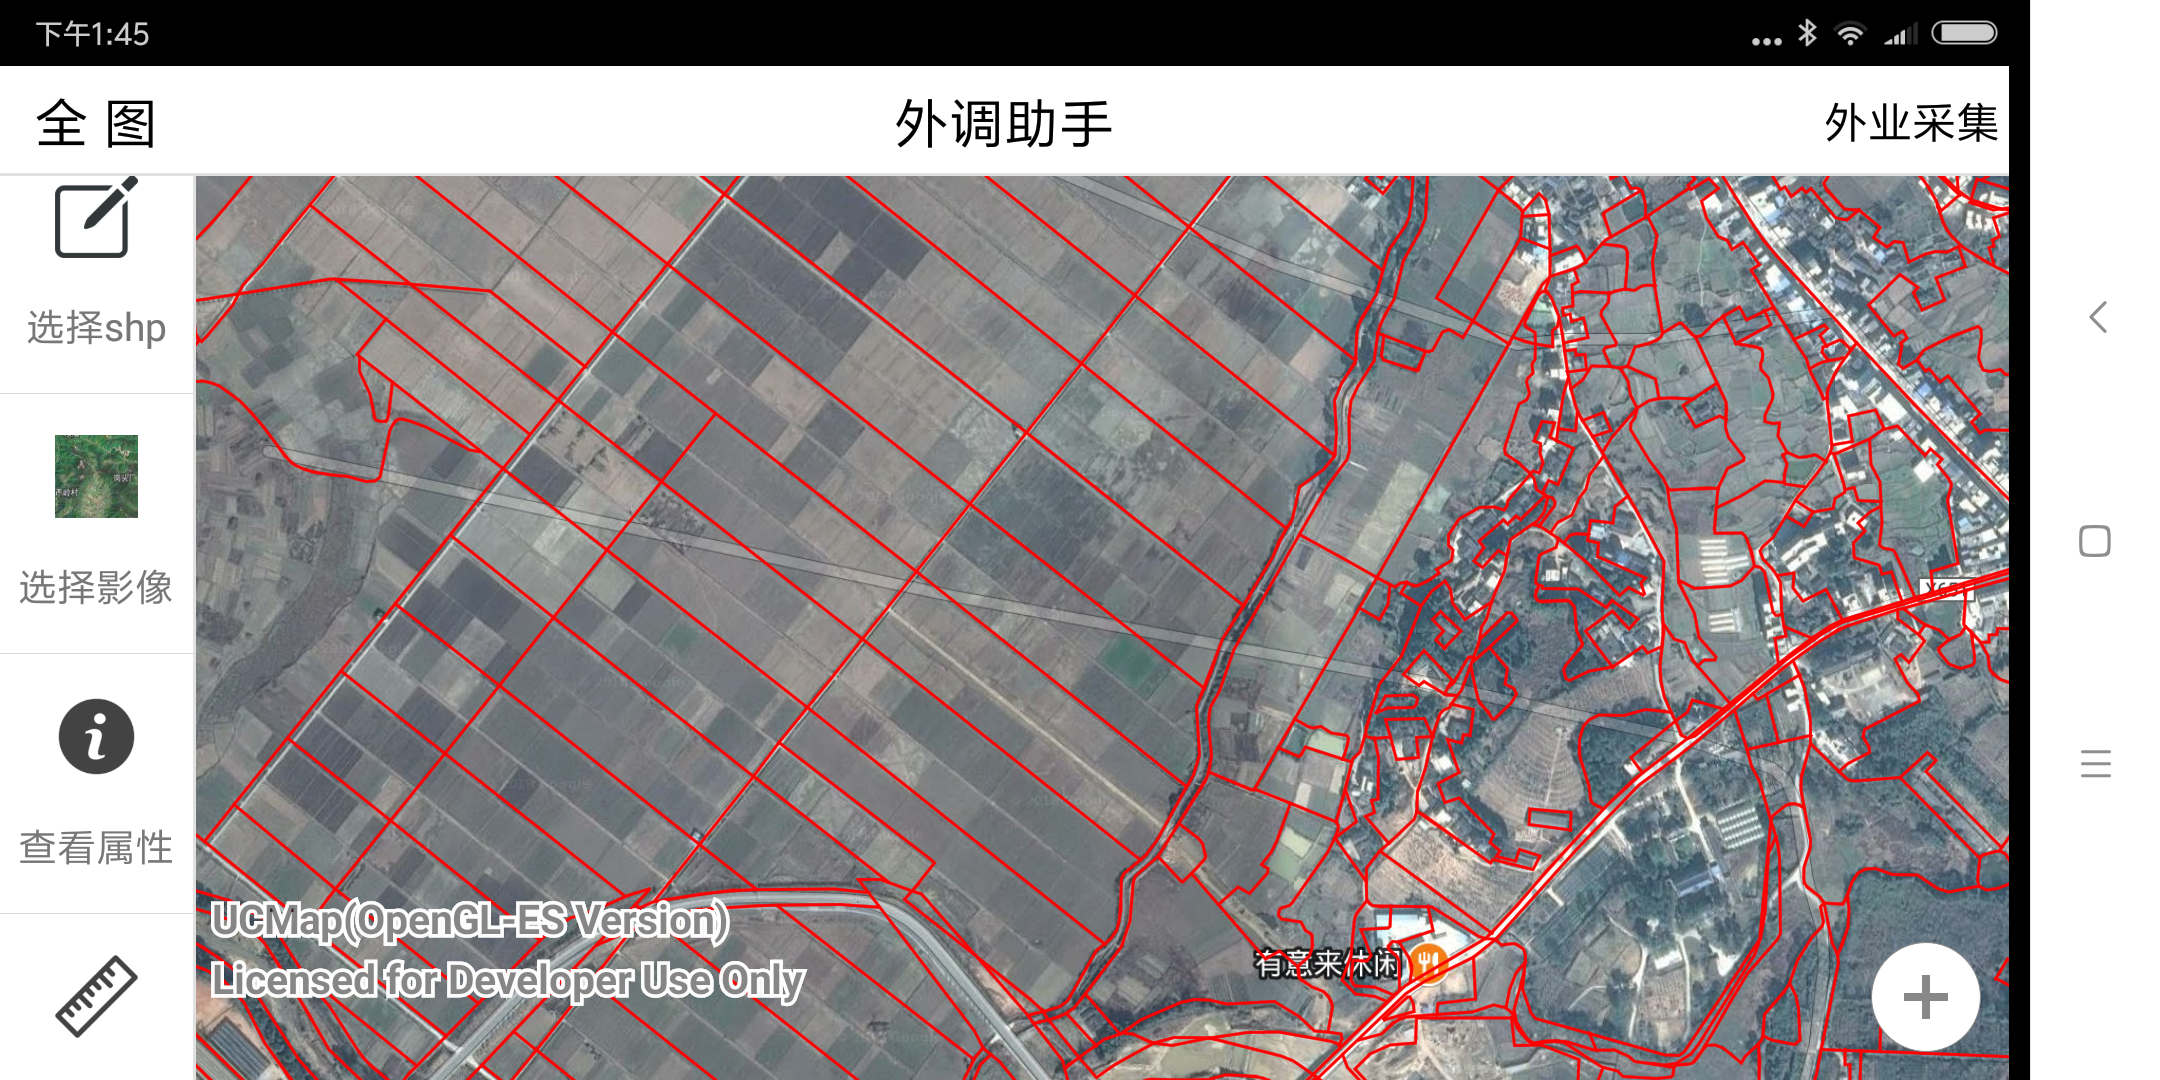 下午1:45
全 图
外调助手
外业采集
选择shp
选择影像
查看属性
UCMap(OpenGL-ES Version)
Licensed for Developer Use Only
有意来休闲